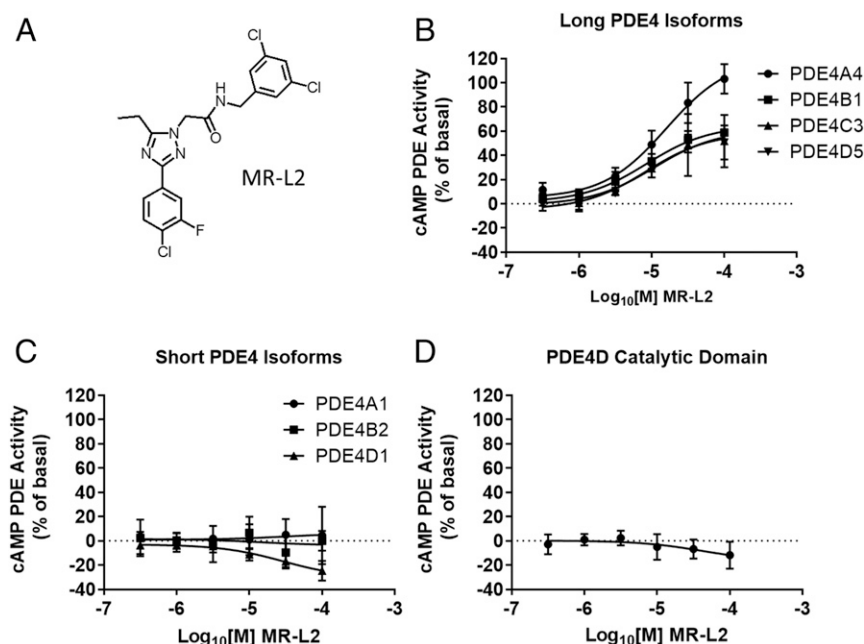 A
Cl
Cl
H
N
O
N
N
N
MR-L2
F
Cl
B
Long PDE4 Isoforms
cAMP PDE Activity
(% of basal)
120
100
80
60
40
20
0
-20
-40
-7
-6
-5
-4
-3
Log10[M] MR-L2
PDE4A4
PDE4B1
PDE4C3
PDE4D5
C
Short PDE4 Isoforms
cAMP PDE Activity
(% of basal)
120
100
80
60
40
20
0
-20
-40
-7
-6
-5
-4
-3
Log10[M] MR-L2
PDE4A1
PDE4B2
PDE4D1
D
PDE4D Catalytic Domain
cAMP PDE Activity
(% of basal)
120
100
80
60
40
20
0
-20
-40
-7
-6
-5
-4
-3
Log10[M] MR-L2